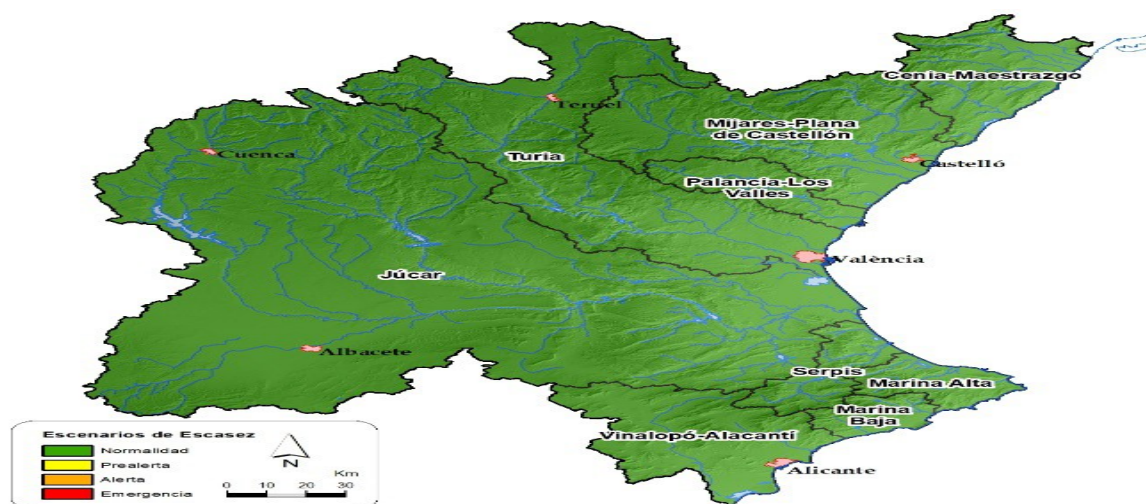 Cenia-Maestrazgo
Teruel
Mijares-Plana
de Castellón
Cuenca
Turia
Castelló
Palancia-Los
Valles
València
Júcar
Albacete
Serpis
Marina Alta
Marina
Baja
Vinalopó-Alacantí
Alicante
Escenarios de Escasez
Normalidad
Prealerta
Alerta
Emergencia
N
Km
0 10 20 30